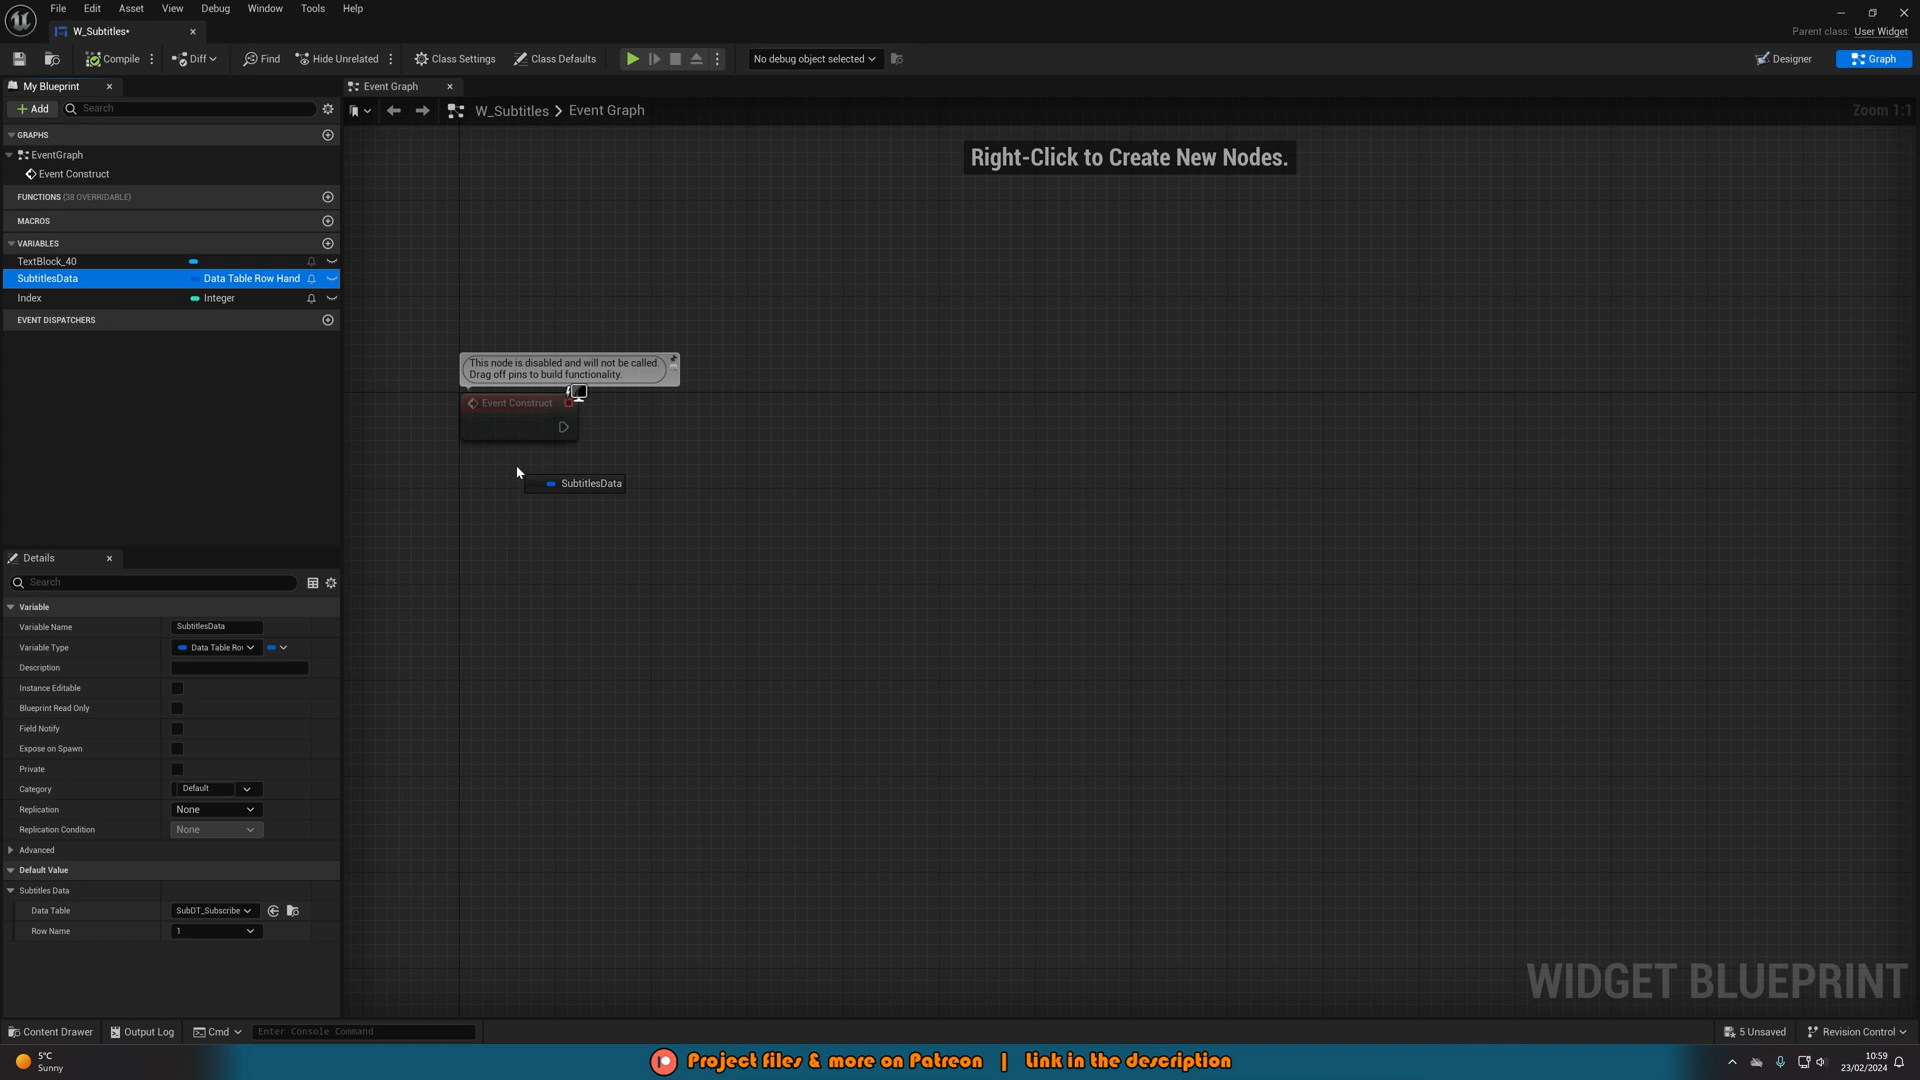 File Edit Asset View Debug Window Tools Help
W_Subtitles*
Parent class: User Widget
Compile Diff Find Hide Unrelated Class Settings Class Defaults No debug object selected Designer Graph
My Blueprint Event Graph
Add Search
W_Subtitles > Event Graph
Zoom 1:1
GRAPHS
EventGraph
Event Construct
FUNCTIONS (38 OVERRIDABLE)
MACROS
VARIABLES
TextBlock_40
SubtitlesData Data Table Row Hand
Index Integer
EVENT DISPATCHERS
Right-Click to Create New Nodes.
This node is disabled and will not be called.
Drag off pins to build functionality.
Event Construct
SubtitlesData
Details
Search
Variable
Variable Name SubtitlesData
Variable Type Data Table Ro
Description
Instance Editable
Blueprint Read Only
Field Notify
Expose on Spawn
Private
Category Default
Replication None
Replication Condition None
Advanced
Default Value
Subtitles Data
Data Table SubDT_Subscribe
Row Name 1
WIDGET BLUEPRINT
Content Drawer Output Log Cmd Enter Console Command 5 Unsaved Revision Control
5°C
Sunny
Project files & more on Patreon | Link in the description
10:59
23/02/2024